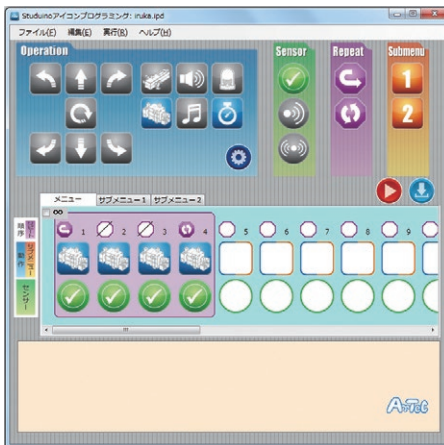 Studuinoアイコンプログラミング: iruka.ipd
ファイル(F) 編集(E) 実行(R) ヘルプ(H)
Operation
Sensor
Repeat
Submenu
1
2
メニュー サブメニュー1 サブメニュー2
∞
1 2 3 4 5 6 7 8 9
順序
リピート
動作
サブメニュー
センサー
ArTeC